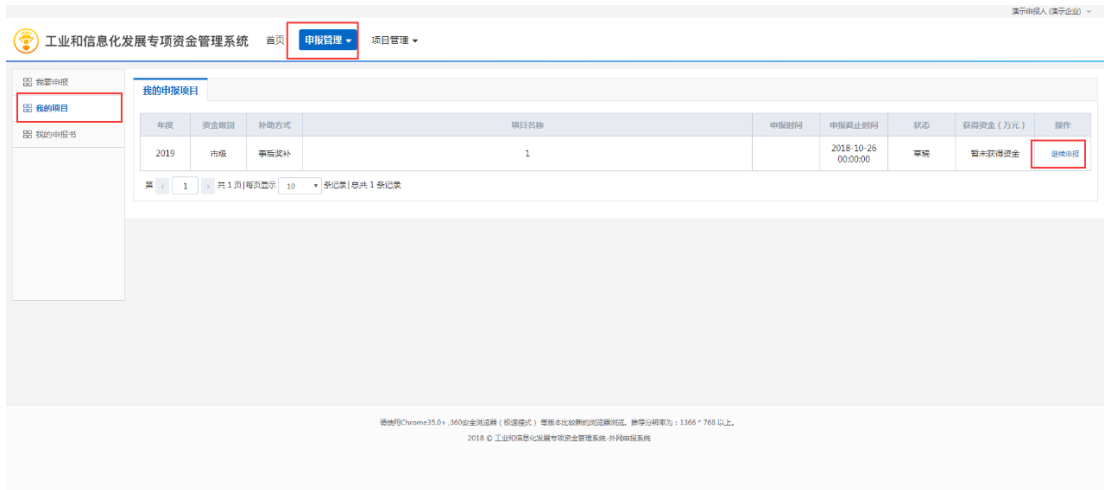 演示申报人 (演示企业)
工业和信息化发展专项资金管理系统 首页 申报管理 项目管理
我要申报
我的项目
我的申报书
我的申报项目
年度 资金级别 补助方式 项目名称 申报时间 申报截止时间 状态 获得资金（万元） 操作
2019 市级 事后奖补 1 2018-10-26 00:00:00 草稿 暂未获得资金 继续申报
第 1 共 1 页|每页显示 10 条记录|总共 1 条记录
请使用Chrome35.0+ ,360安全浏览器（极速模式） 等版本比较新的浏览器浏览。推荐分辨率为：1366 * 768 以上。
2018 © 工业和信息化发展专项资金管理系统-外网申报系统